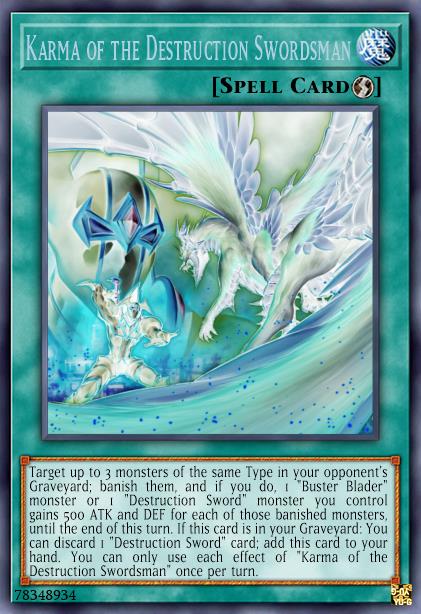 Karma of the Destruction Swordsman
[Spell Card]
Target up to 3 monsters of the same Type in your opponent's
Graveyard; banish them, and if you do, 1 "Buster Blader"
monster or 1 "Destruction Sword" monster you control
gains 500 ATK and DEF for each of those banished monsters,
until the end of this turn. If this card is in your Graveyard: You
can discard 1 "Destruction Sword" card; add this card to your
hand. You can only use each effect of "Karma of the
Destruction Swordsman" once per turn.
78348934